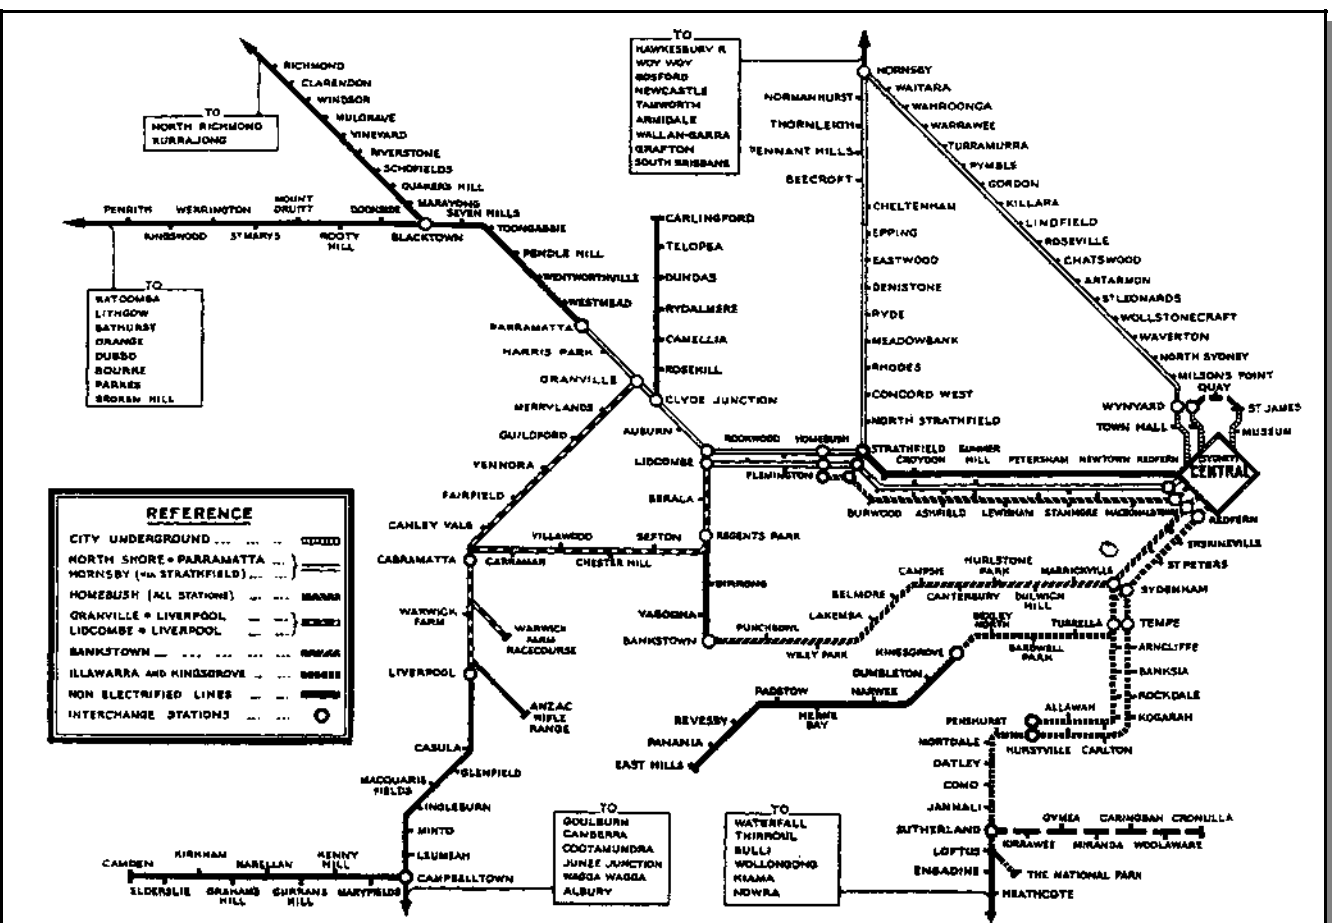 RICHMOND
CLARENDON
WINDSOR
MULGRAVE
VINEYARD
RIVERSTONE
SCHOFIELDS
QUAKERS HILL
MARAYONG
TO
NORTH RICHMOND
KURRAJONG
PENRITH
KINGSWOOD
WERRINGTON
ST MARYS
MOUNT
DRUITT
ROOTY
HILL
DOONSIDE
BLACKTOWN
SEVEN HILLS
TOONGABBIE
PENDLE HILL
WENTWORTHVILLE
WESTMEAD
PARRAMATTA
HARRIS PARK
GRANVILLE
TO
KATOOMBA
LITHGOW
BATHURST
ORANGE
DUBBO
BOURKE
PARKES
BROKEN HILL
TO
HAWKESBURY R
WOY WOY
GOSFORD
NEWCASTLE
TAMWORTH
ARMIDALE
WALLAN-GARRA
GRAFTON
SOUTH BRISBANE
HORNSBY
NORMANHURST
THORNLEIGH
PENNANT HILLS
BEECROFT
CHELTENHAM
EPPING
EASTWOOD
DENISTONE
RYDE
MEADOWBANK
RHODES
CONCORD WEST
NORTH STRATHFIELD
WAITARA
WAHROONGA
WARRAWEE
TURRAMURRA
PYMBLE
GORDON
KILLARA
LINDFIELD
ROSEVILLE
CHATSWOOD
ARTARMON
ST LEONARDS
WOLLSTONECRAFT
WAVERTON
NORTH SYDNEY
MILSONS POINT
QUAY
WYNYARD
TOWN HALL
ST JAMES
MUSEUM
SYDNEY
CENTRAL
CARLINGFORD
TELOPEA
DUNDAS
RYDALMERE
CAMELLIA
ROSEHILL
CLYDE JUNCTION
AUBURN
LIDCOMBE
ROOKWOOD
HOMEBUSH
FLEMINGTON
STRATHFIELD
CROYDON
SUMMER
HILL
PETERSHAM
NEWTOWN
REDFERN
BURWOOD
ASHFIELD
LEWISHAM
STANMORE
MACDONALDTOWN
REDFERN
ERSKINEVILLE
ST PETERS
SYDENHAM
TEMPE
ARNCLIFFE
BANKSIA
ROCKDALE
KOGARAH
MERRYLANDS
GUILDFORD
YENNORA
FAIRFIELD
CANLEY VALE
CABRAMATTA
CARRAMAR
VILLAWOOD
CHESTER HILL
SEFTON
BERALA
REGENTS PARK
BIRRONG
YAGOONA
BANKSTOWN
PUNCHBOWL
WILEY PARK
LAKEMBA
BELMORE
CAMPSIE
CANTERBURY
HURLSTONE
PARK
DULWICH
HILL
MARRICKVILLE
TURRELLA
BARDWELL
PARK
BEXLEY
NORTH
KINGSGROVE
DUMBLETON
NARWEE
HERNE
BAY
PADSTOW
REVESBY
PANANIA
EAST HILLS
WARWICK
FARM
WARWICK
FARM
RACECOURSE
LIVERPOOL
ANZAC
RIFLE
RANGE
CASULA
GLENFIELD
MACQUARIE
FIELDS
INGLEBURN
MINTO
LEUMEAH
CAMPBELLTOWN
CAMDEN
ELDERSLIE
KIRKHAM
GRAHAMS
HILL
NARELLAN
CURRANS
HILL
KENNY
HILL
MARYFIELDS
TO
GOULBURN
CANBERRA
COOTAMUNDRA
JUNEE JUNCTION
WAGGA WAGGA
ALBURY
TO
WATERFALL
THIRROUL
BULLI
WOLLONGONG
KIAMA
NOWRA
ALLAWAH
CARLTON
HURSTVILLE
PENSHURST
MORTDALE
OATLEY
COMO
JANNALI
SUTHERLAND
KIRRAWEE
GYMEA
MIRANDA
CARINGBAH
WOOLAWARE
CRONULLA
LOFTUS
THE NATIONAL PARK
ENGADINE
HEATHCOTE
REFERENCE
CITY UNDERGROUND
NORTH SHORE • PARRAMATTA
HORNSBY (VIA STRATHFIELD)
HOMEBUSH (ALL STATIONS)
GRANVILLE • LIVERPOOL
LIDCOMBE • LIVERPOOL
BANKSTOWN
ILLAWARRA AND KINGSGROVE
NON ELECTRIFIED LINES
INTERCHANGE STATIONS